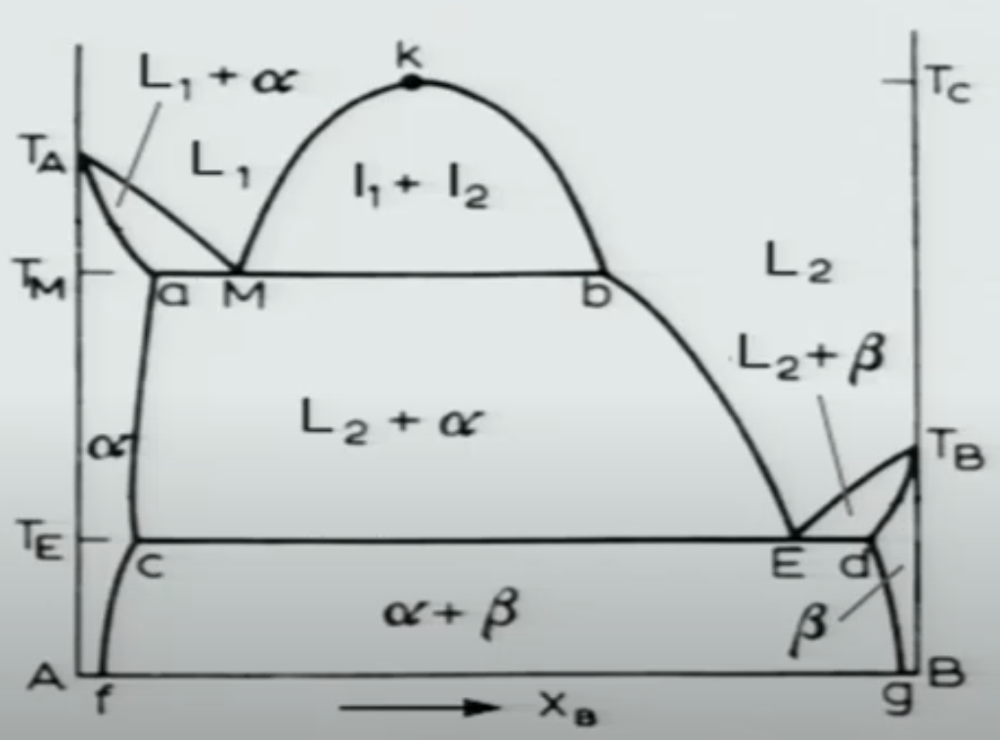 k
L₁ + α
T_C
T_A
L₁
l₁ + l₂
L₂
T_M
a
M
b
L₂ + β
L₂ + α
α
T_B
T_E
c
E
d
α + β
β
A
B
f
x_B
g